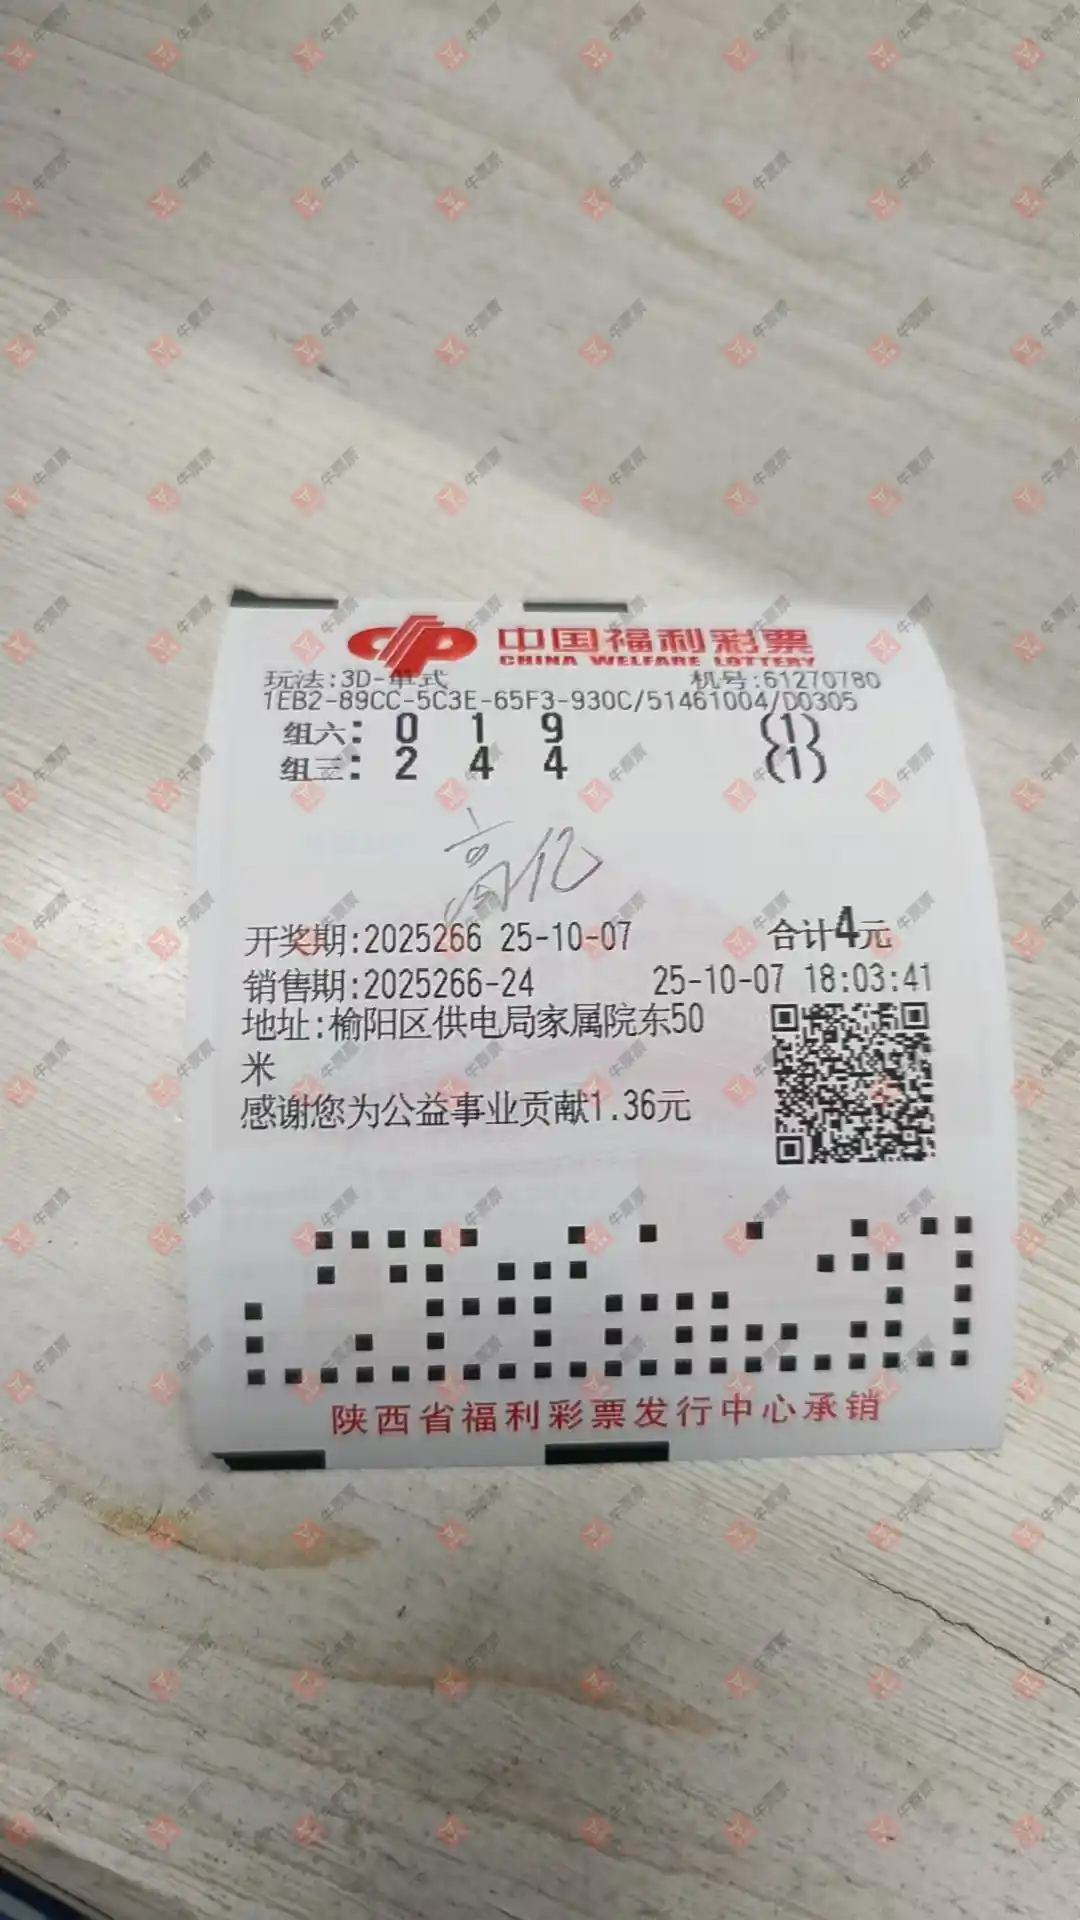 中国福利彩票
CHINA WELFARE LOTTERY
玩法:3D-单式 机号:61270780
1EB2-89CC-5C3E-65F3-930C/51461004/D0305
组六: 0 1 9 (1)
组三: 2 4 4 (1)
高亿
开奖期:2025266 25-10-07 合计4元
销售期:2025266-24 25-10-07 18:03:41
地址:榆阳区供电局家属院东50
米
感谢您为公益事业贡献1.36元
陕西省福利彩票发行中心承销